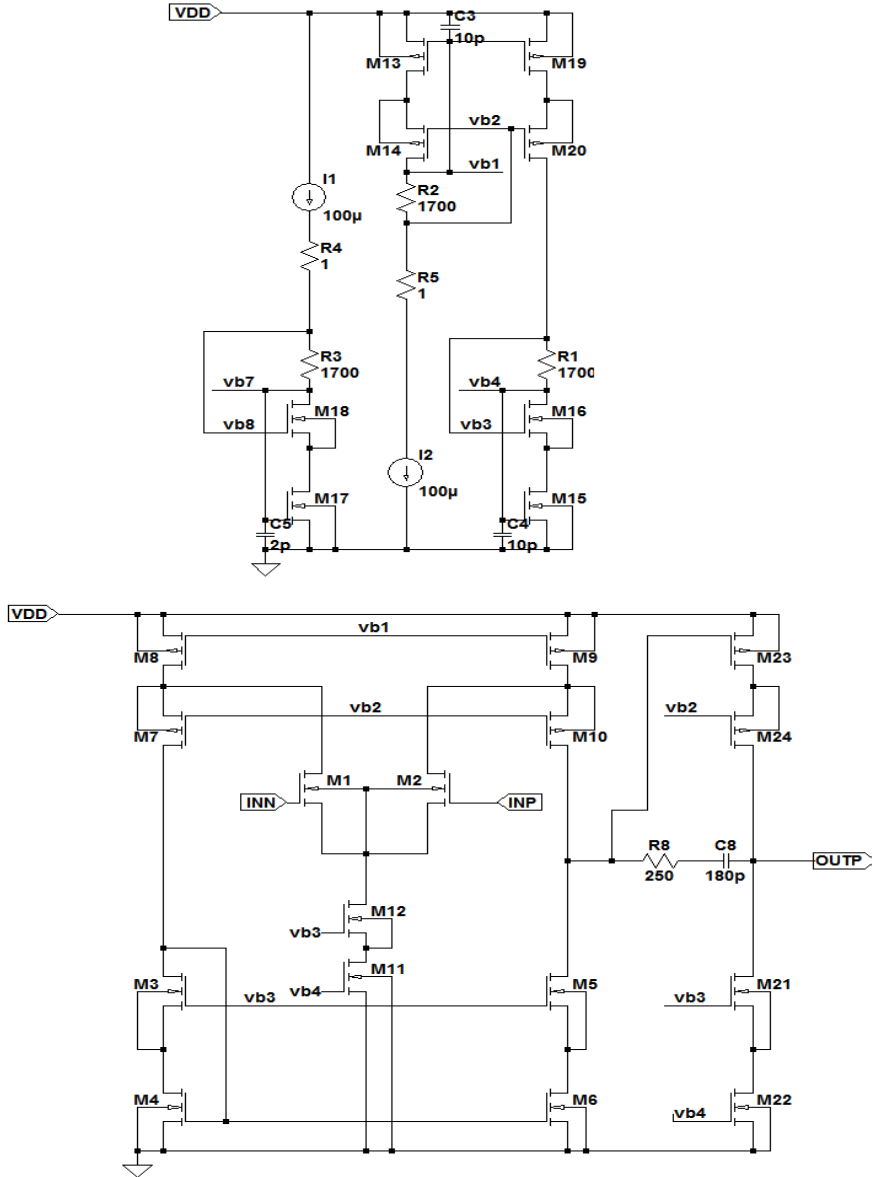 VDD
C3
10p
M13
M19
vb2
M14
M20
vb1
I1
100µ
R2
1700
R4
1
R5
1
R3
1700
R1
1700
vb7
vb4
M18
M16
vb8
vb3
I2
100µ
M17
M15
C5
2p
C4
10p
VDD
vb1
M8
M9
M23
vb2
vb2
M7
M10
M24
M1
M2
INN
INP
R8
250
C8
180p
OUTP
M12
vb3
M11
vb4
M3
vb3
M5
vb3
M21
M4
M6
vb4
M22